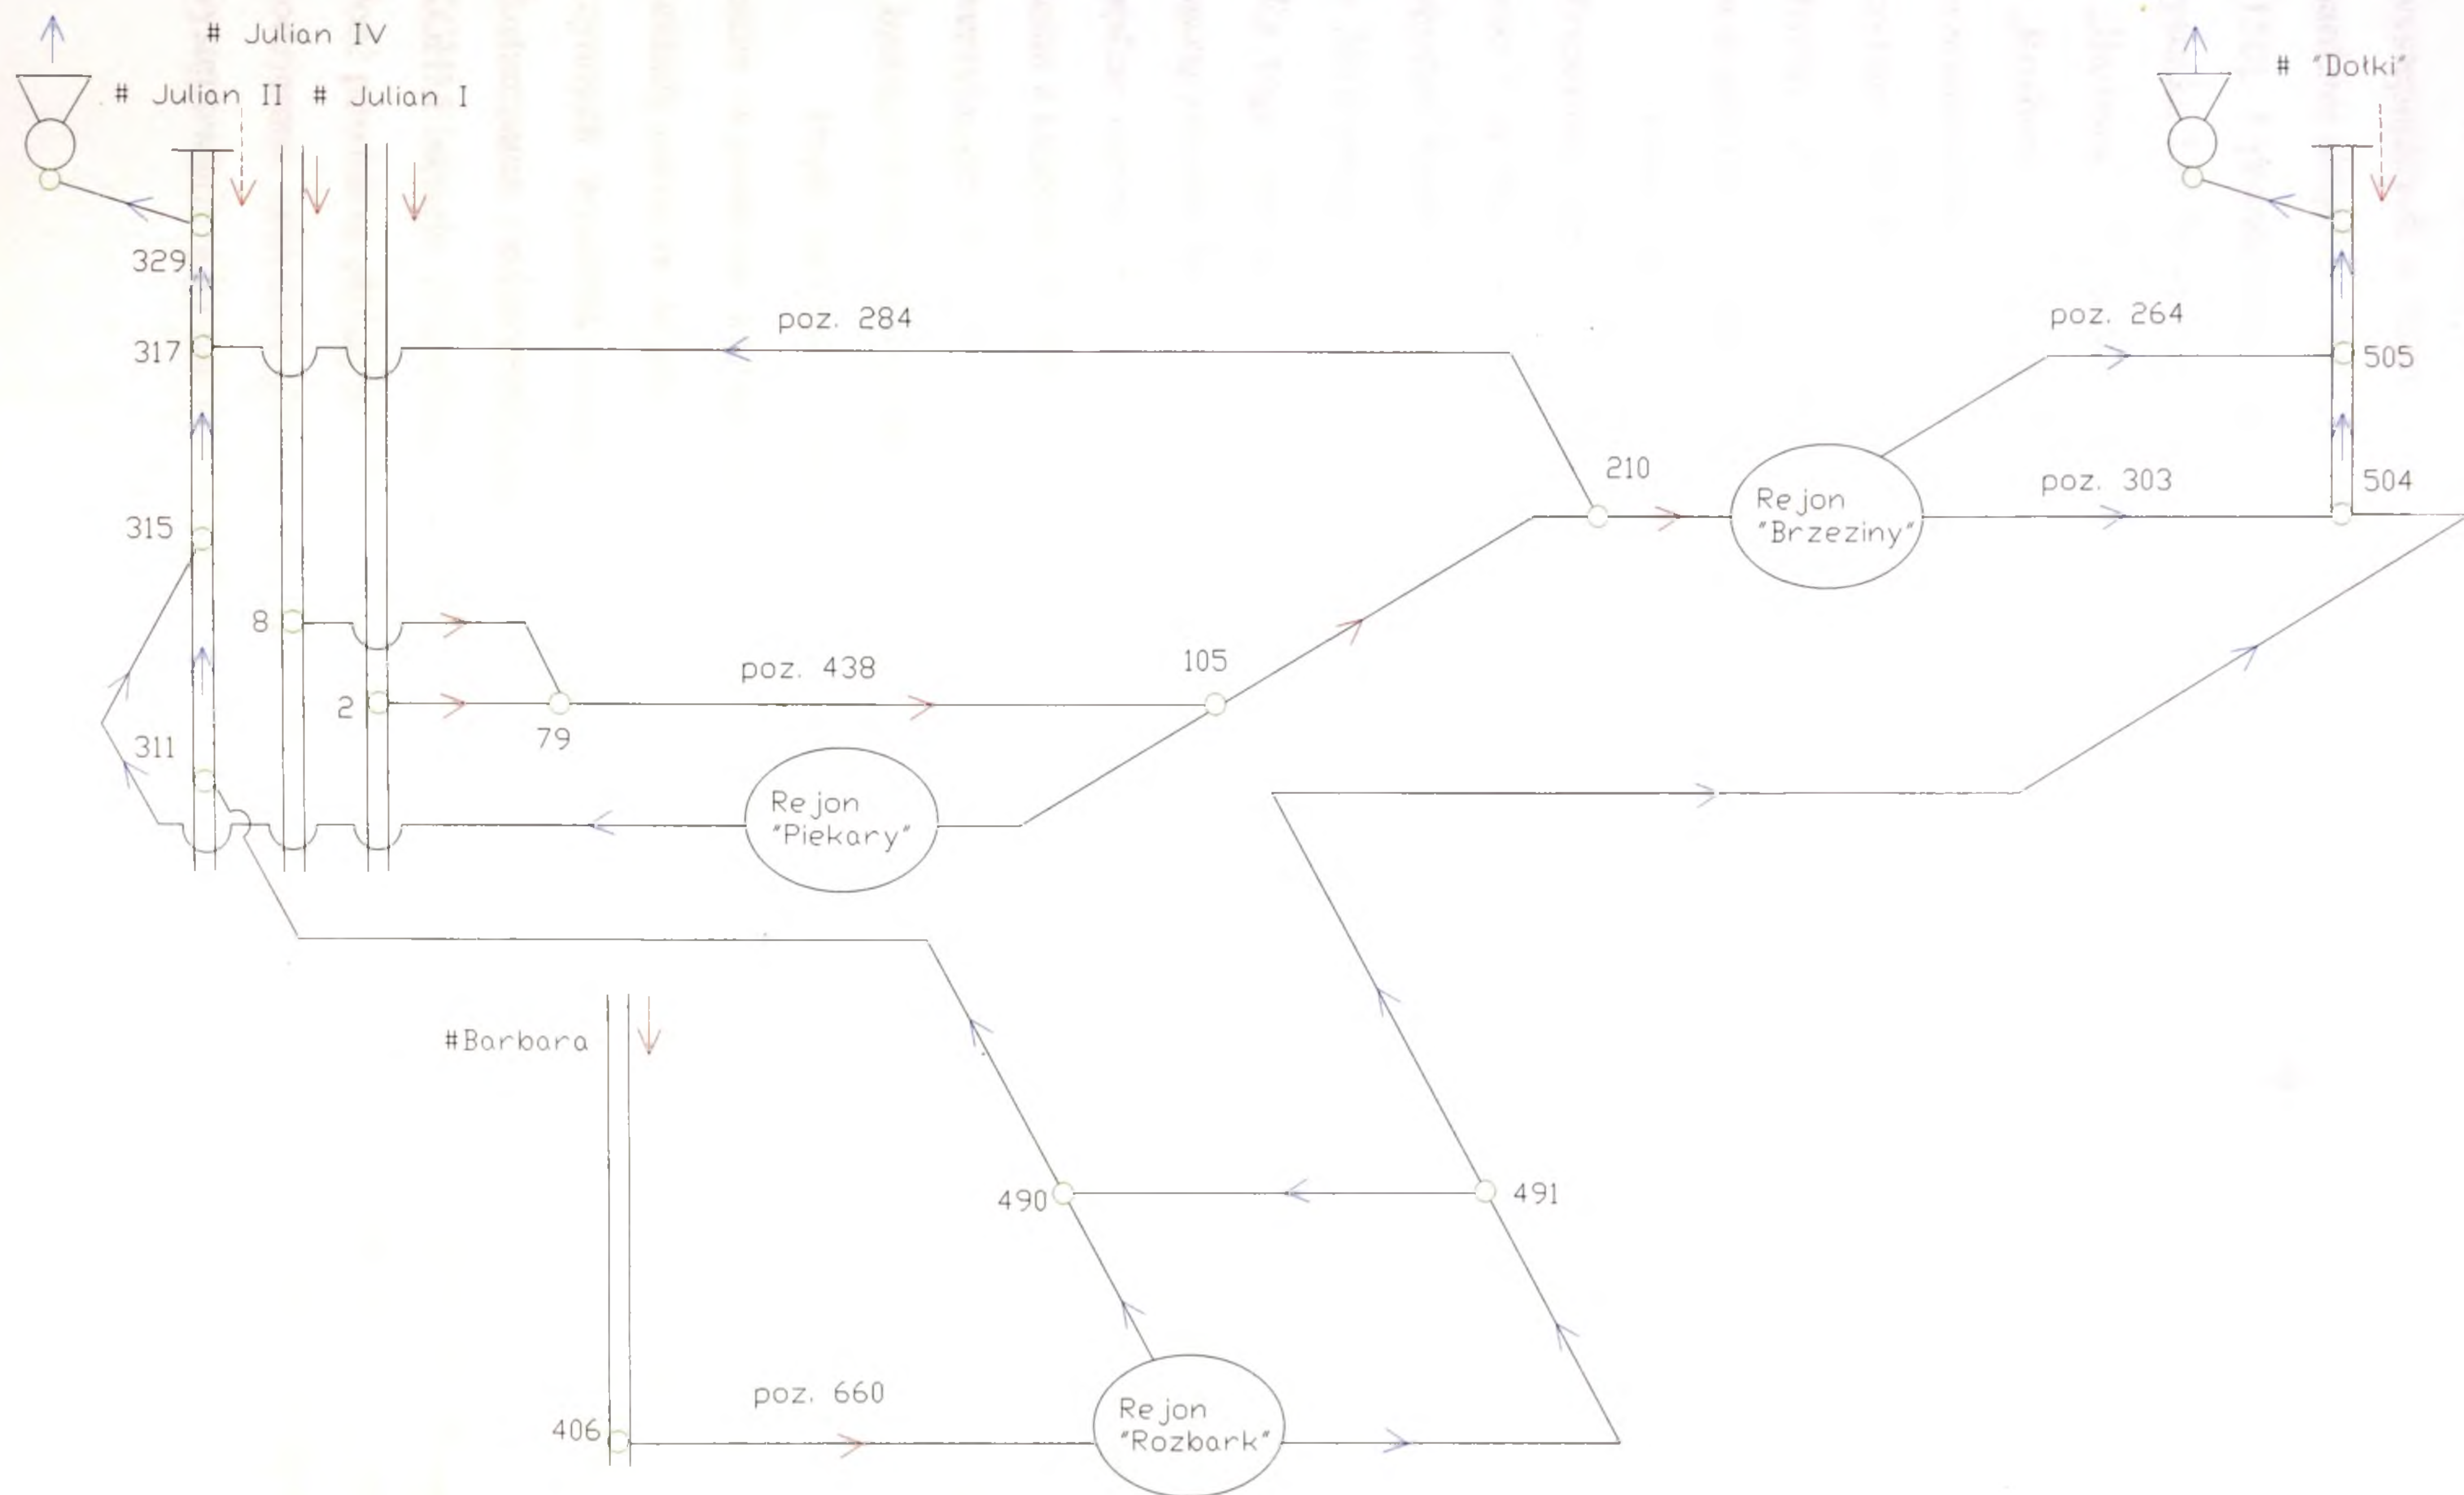 # Julian IV
# Julian II # Julian I
# "Dołki"
329
poz. 284
poz. 264
317
505
210
poz. 303
504
Rejon
"Brzeziny"
315
8
poz. 438
105
2
79
311
Rejon
"Piekary"
#Barbara
490
491
poz. 660
406
Rejon
"Rozbark"